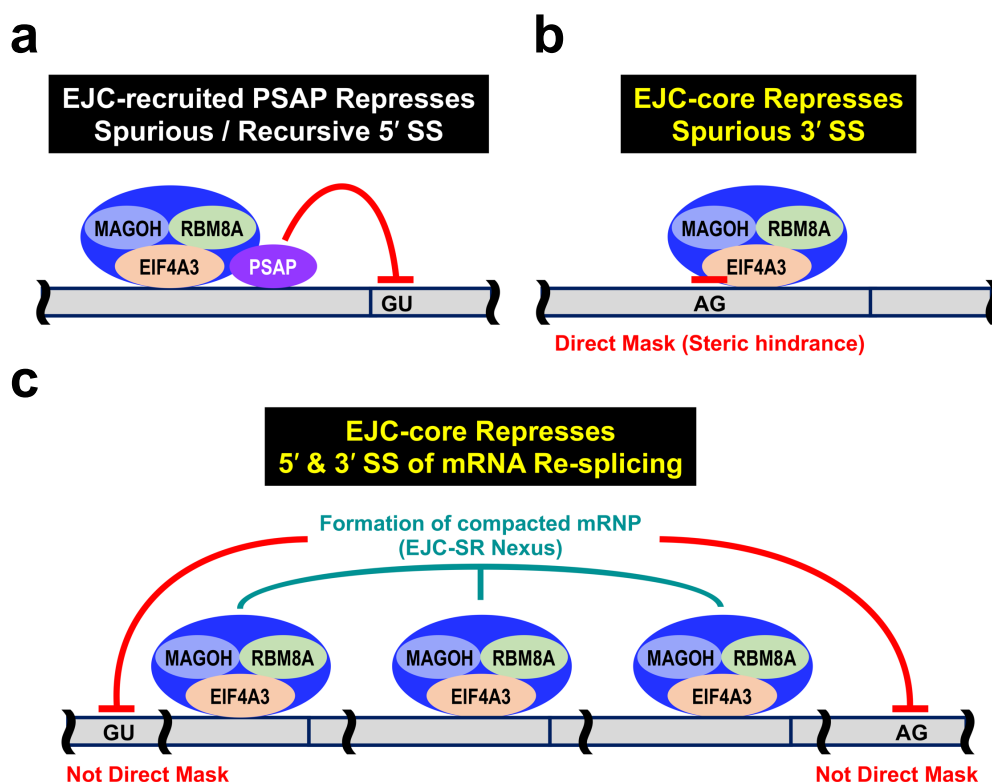 a
EJC-recruited PSAP Represses
Spurious / Recursive 5′ SS
MAGOH
RBM8A
EIF4A3
PSAP
GU
b
EJC-core Represses
Spurious 3′ SS
MAGOH
RBM8A
EIF4A3
AG
Direct Mask (Steric hindrance)
c
EJC-core Represses
5′ & 3′ SS of mRNA Re-splicing
Formation of compacted mRNP
(EJC-SR Nexus)
MAGOH
RBM8A
EIF4A3
MAGOH
RBM8A
EIF4A3
MAGOH
RBM8A
EIF4A3
GU
AG
Not Direct Mask
Not Direct Mask